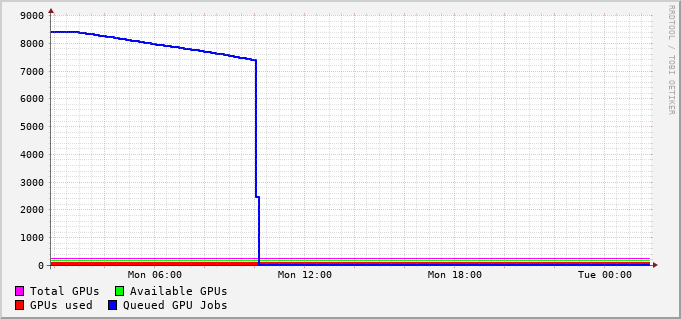 9000
8000
7000
6000
5000
4000
3000
2000
1000
0
Mon 06:00 Mon 12:00 Mon 18:00 Tue 00:00
Total GPUs Available GPUs
GPUs used Queued GPU Jobs
RRDTOOL / TOBI OETIKER